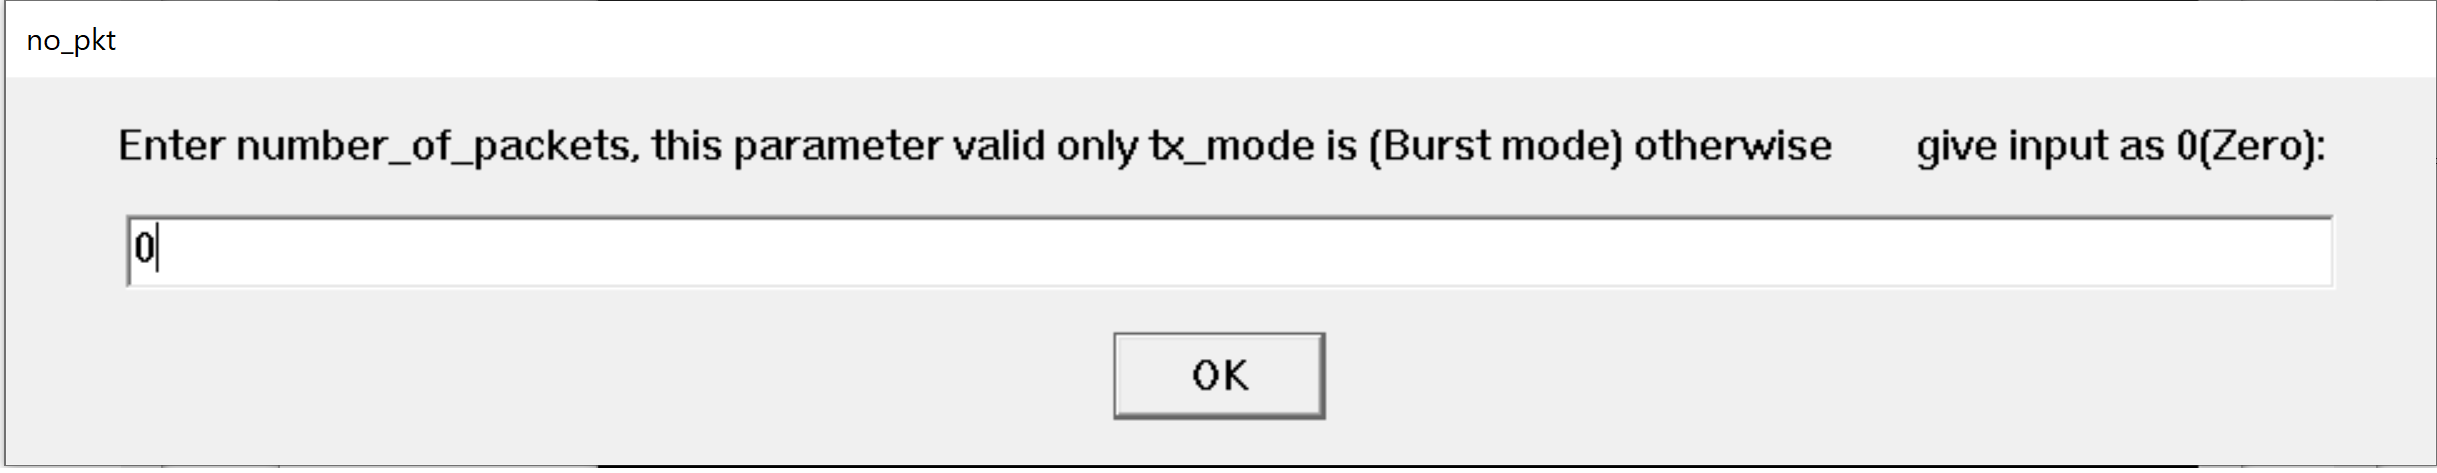 no_pkt
Enter number_of_packets, this parameter valid only tx_mode is (Burst mode) otherwise give input as 0(Zero):
0
OK